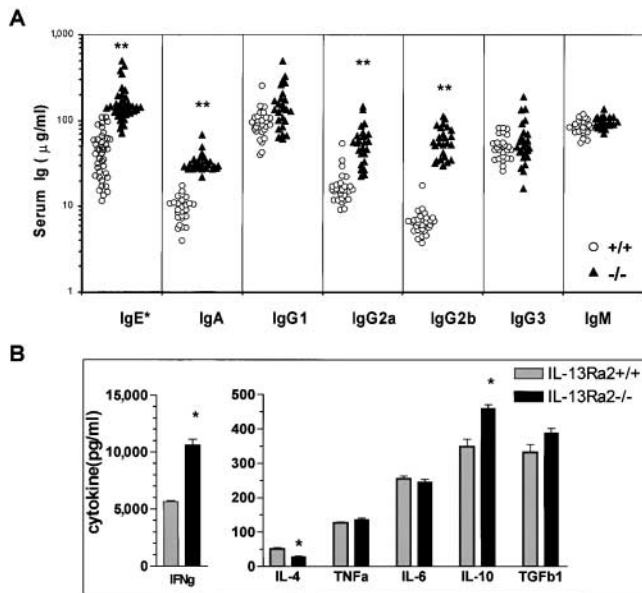 A
Serum Ig ( μ g/ml)
1,000
100
10
1
**
**
**
**
+/+
-/-
IgE* IgA IgG1 IgG2a IgG2b IgG3 IgM
B
cytokine(pg/ml)
15,000
10,000
5,000
0
*
IFNg
500
400
300
200
100
0
*
*
IL-13Ra2+/+
IL-13Ra2-/-
IL-4 TNFa IL-6 IL-10 TGFb1